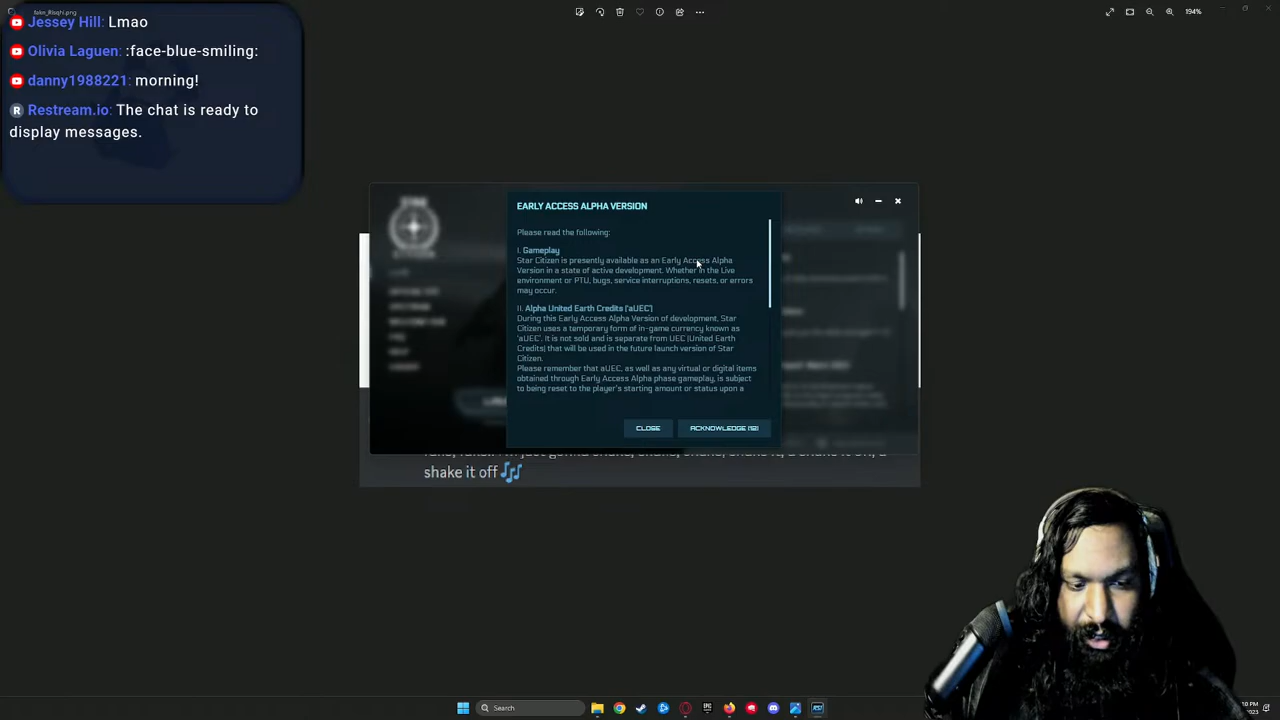 Jessey Hill: Lmao
Olivia Laguen: :face-blue-smiling:
danny1988221: morning!
R Restream.io: The chat is ready to
display messages.
194%
EARLY ACCESS ALPHA VERSION
Please read the following:
I. Gameplay
Star Citizen is presently available as an Early Access Alpha
Version in a state of active development. Whether in the Live
environment or PTU, bugs, service interruptions, resets, or errors
may occur.
II. Alpha United Earth Credits ('aUEC')
During this Early Access Alpha Version of development, Star
Citizen uses a temporary form of in-game currency known as
'aUEC'. It is not sold and is separate from UEC (United Earth
Credits) that will be used in the future launch version of Star
Citizen.
Please remember that aUEC, as well as any virtual or digital items
obtained through Early Access Alpha phase gameplay, is subject
to being reset to the player's starting amount or status upon a
CLOSE
ACKNOWLEDGE
shake it off 🎶
Search